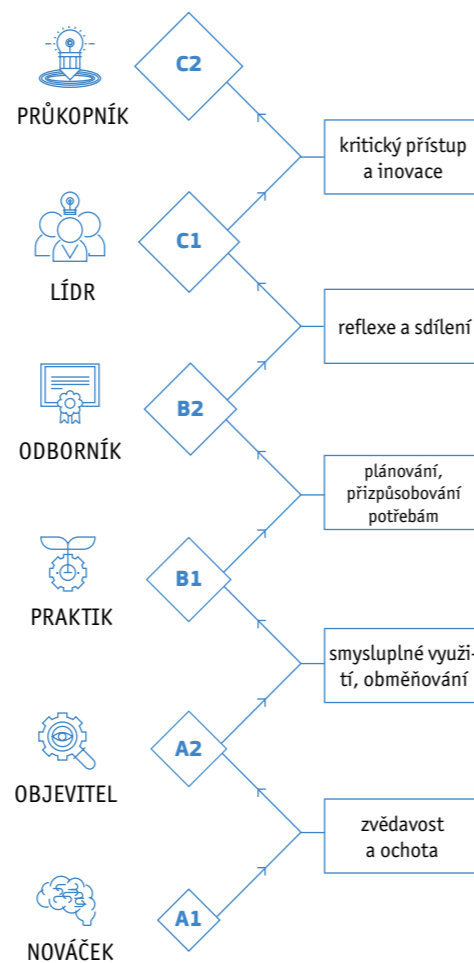 C2
PRŮKOPNÍK
kritický přístup
a inovace
C1
LÍDR
reflexe a sdílení
B2
ODBORNÍK
plánování,
přizpůsobování
potřebám
B1
PRAKTIK
smysluplné využi-
tí, obměňování
A2
OBJEVITEL
zvědavost
a ochota
A1
NOVÁČEK